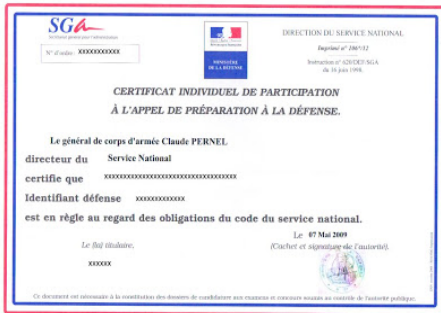 SGA
Secrétariat général pour l'administration
N° d'ordre: XXXXXXXXXXX
MINISTÈRE
DE LA DÉFENSE
DIRECTION DU SERVICE NATIONAL
Imprimé n° 106*/12
Instruction n° 628/DEF/SGA
du 16 juin 1998.
CERTIFICAT INDIVIDUEL DE PARTICIPATION
À L'APPEL DE PRÉPARATION À LA DÉFENSE.
Le général de corps d'armée Claude PERNEL
directeur du Service National
certifie que xxxxxxxxxxxxxxxxxxxxxxxxxxxxxxxxxxx
Identifiant défense xxxxxxxxxxxxx
est en règle au regard des obligations du code du service national.
Le 07 Mai 2009
Le (la) titulaire,
(Cachet et signature de l'autorité).
xxxxxx
Ce document est nécessaire à la constitution des dossiers de candidature aux examens et concours soumis au contrôle de l'autorité publique.